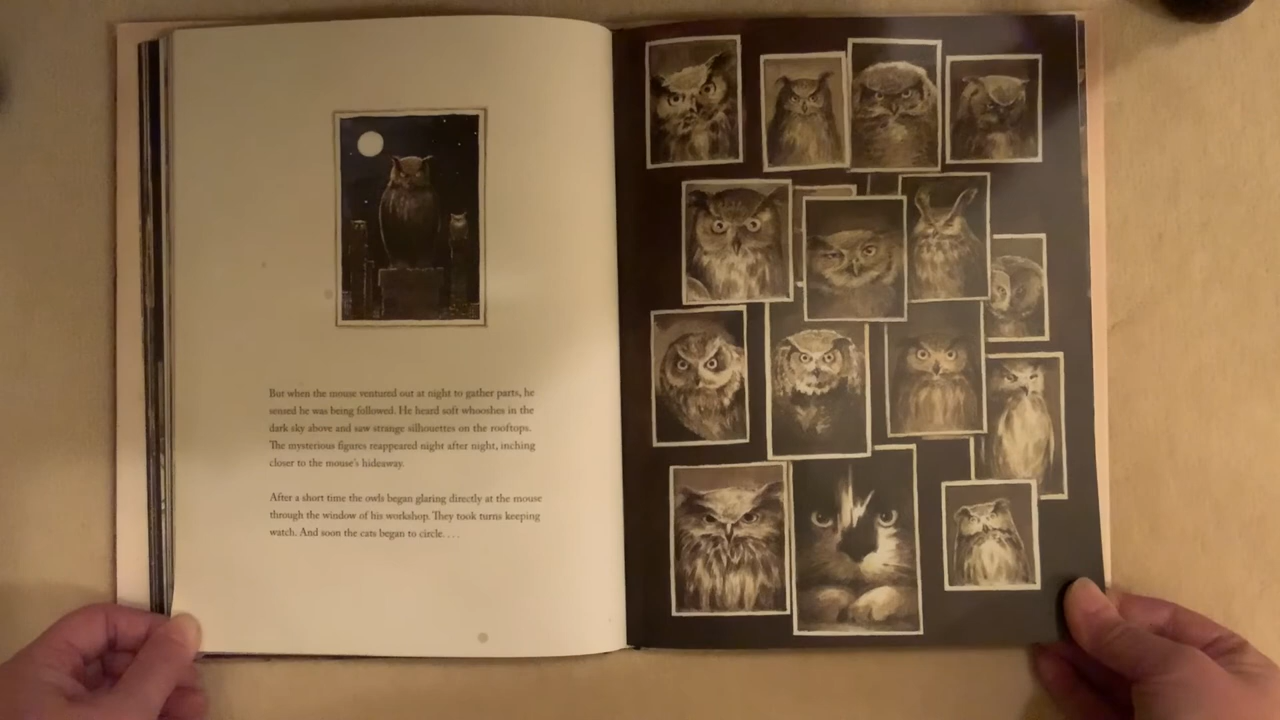 But when the mouse ventured out at night to gather parts, he
sensed he was being followed. He heard soft whooshes in the
dark sky above and saw strange silhouettes on the rooftops.
The mysterious figures reappeared night after night, inching
closer to the mouse's hideaway.
After a short time the owls began glaring directly at the mouse
through the window of his workshop. They took turns keeping
watch. And soon the cats began to circle. . . .